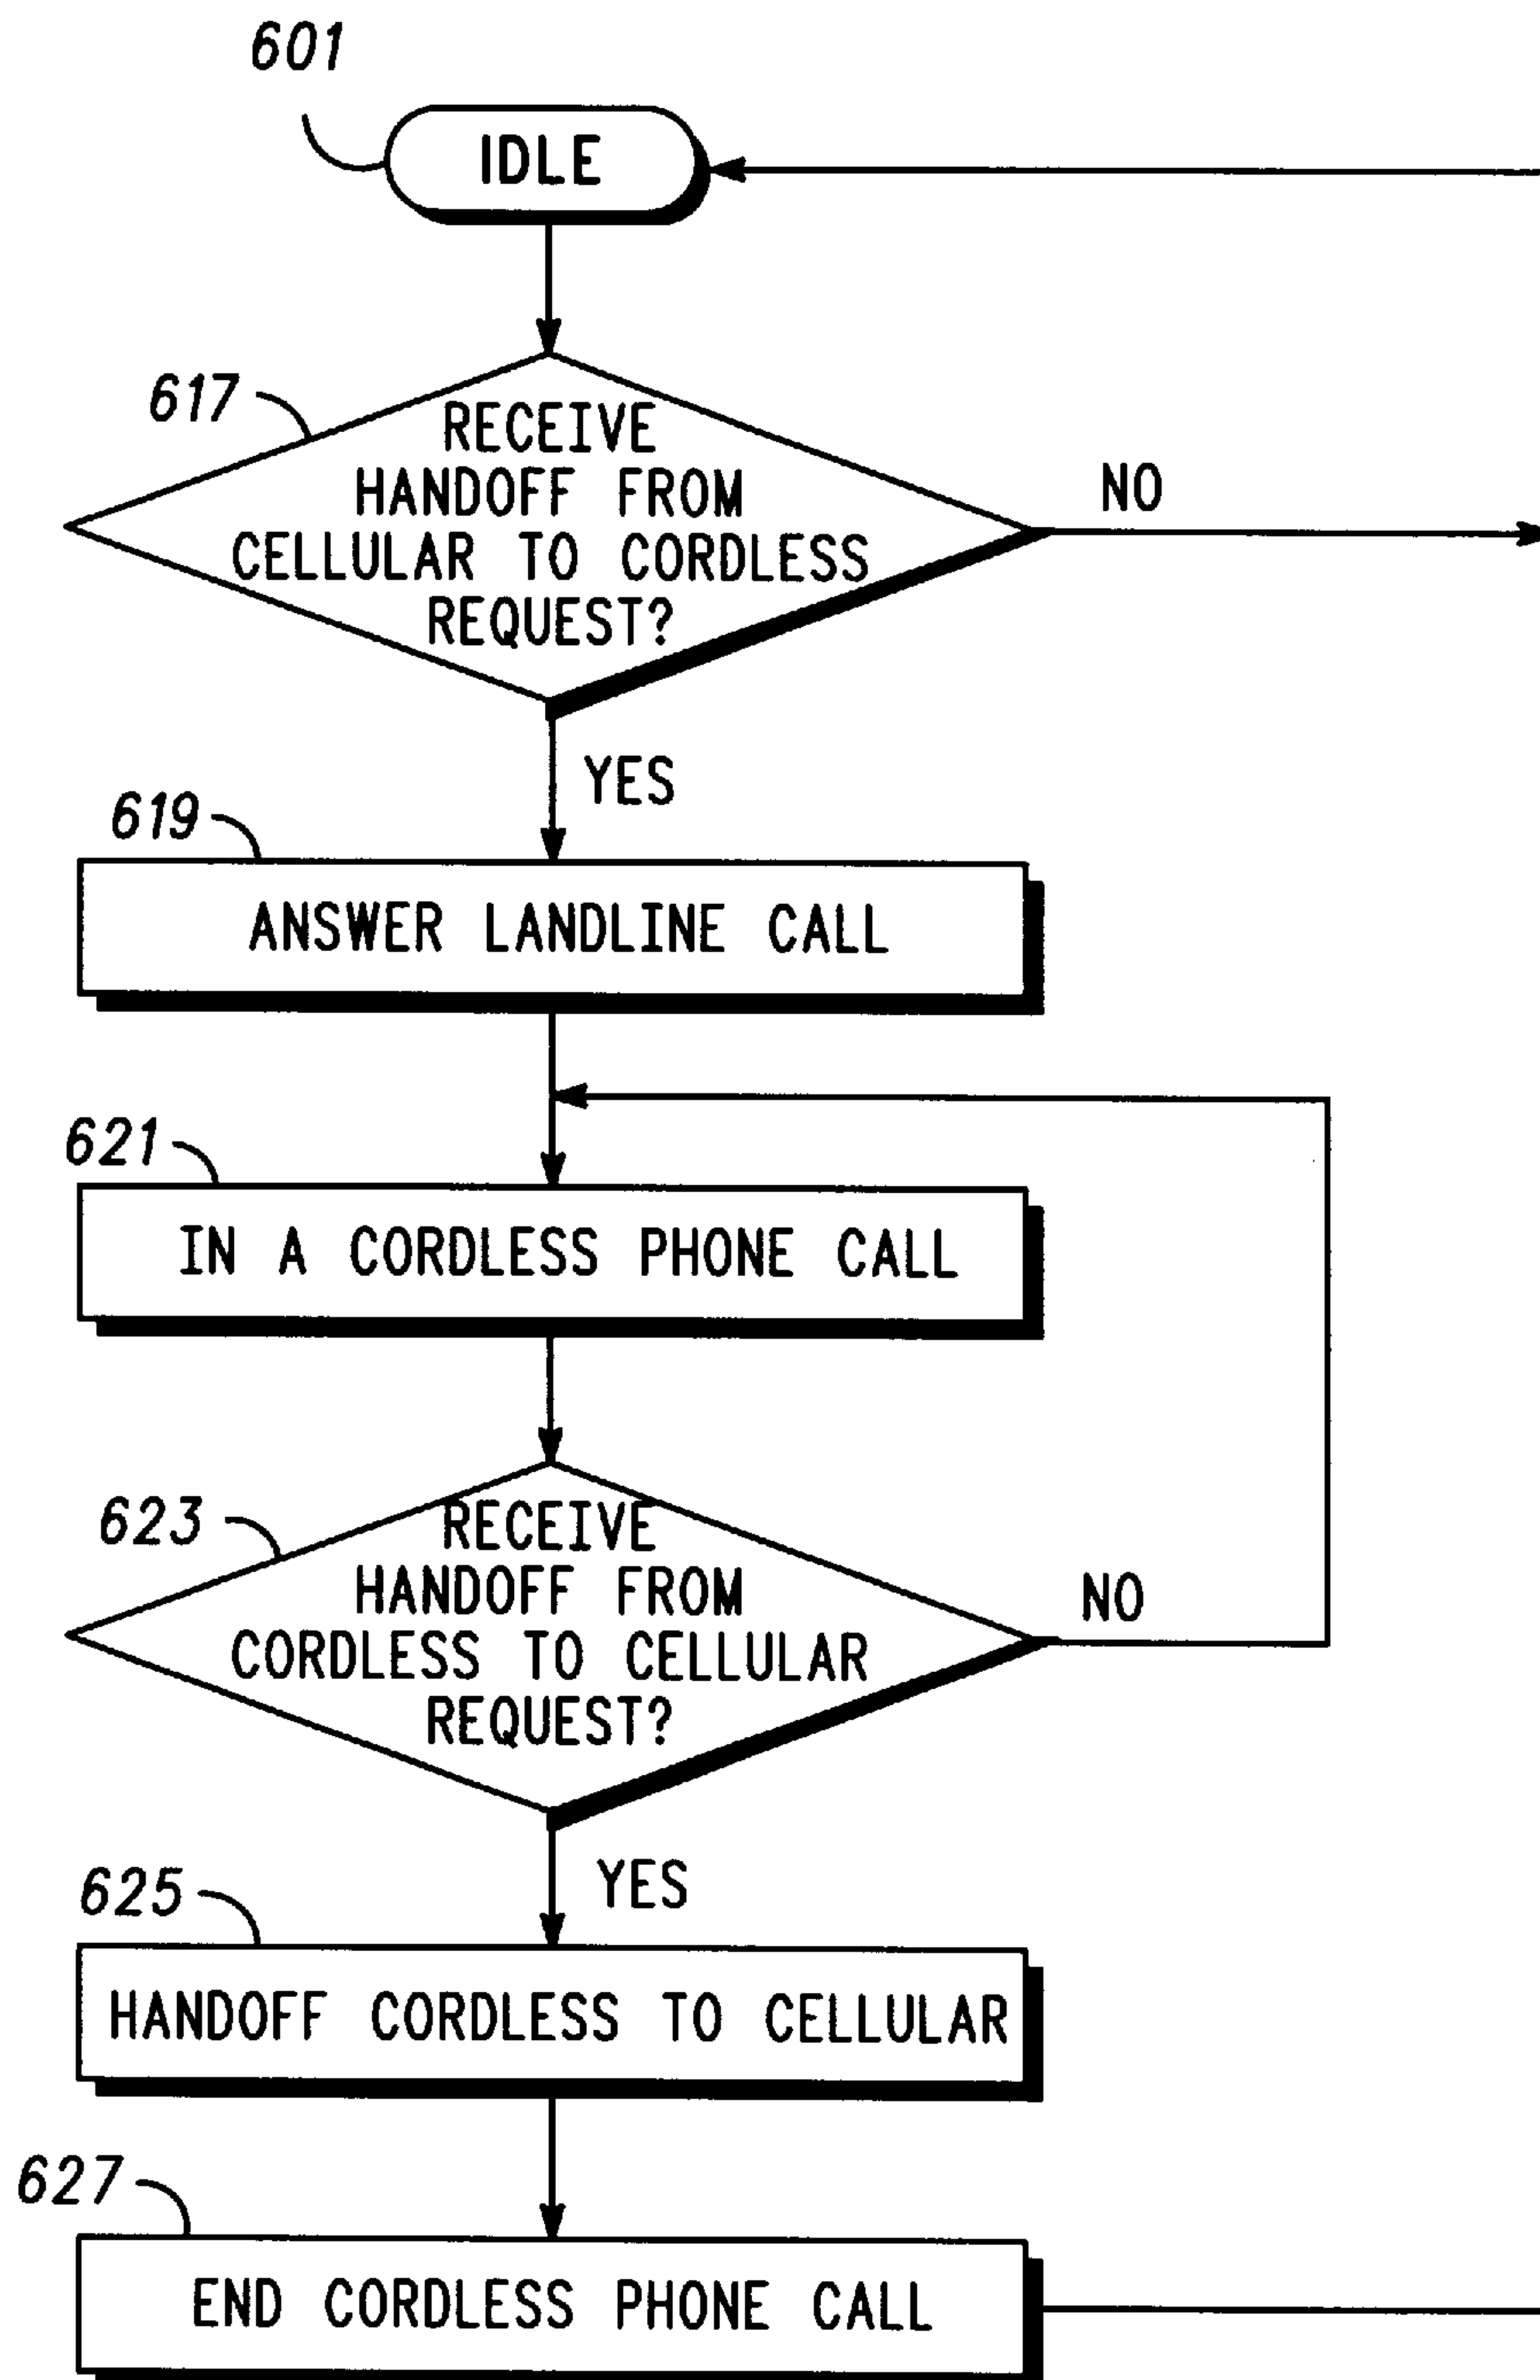 601
IDLE
617
RECEIVE
HANDOFF FROM
CELLULAR TO CORDLESS
REQUEST?
NO
YES
619
ANSWER LANDLINE CALL
621
IN A CORDLESS PHONE CALL
623
RECEIVE
HANDOFF FROM
CORDLESS TO CELLULAR
REQUEST?
NO
YES
625
HANDOFF CORDLESS TO CELLULAR
627
END CORDLESS PHONE CALL